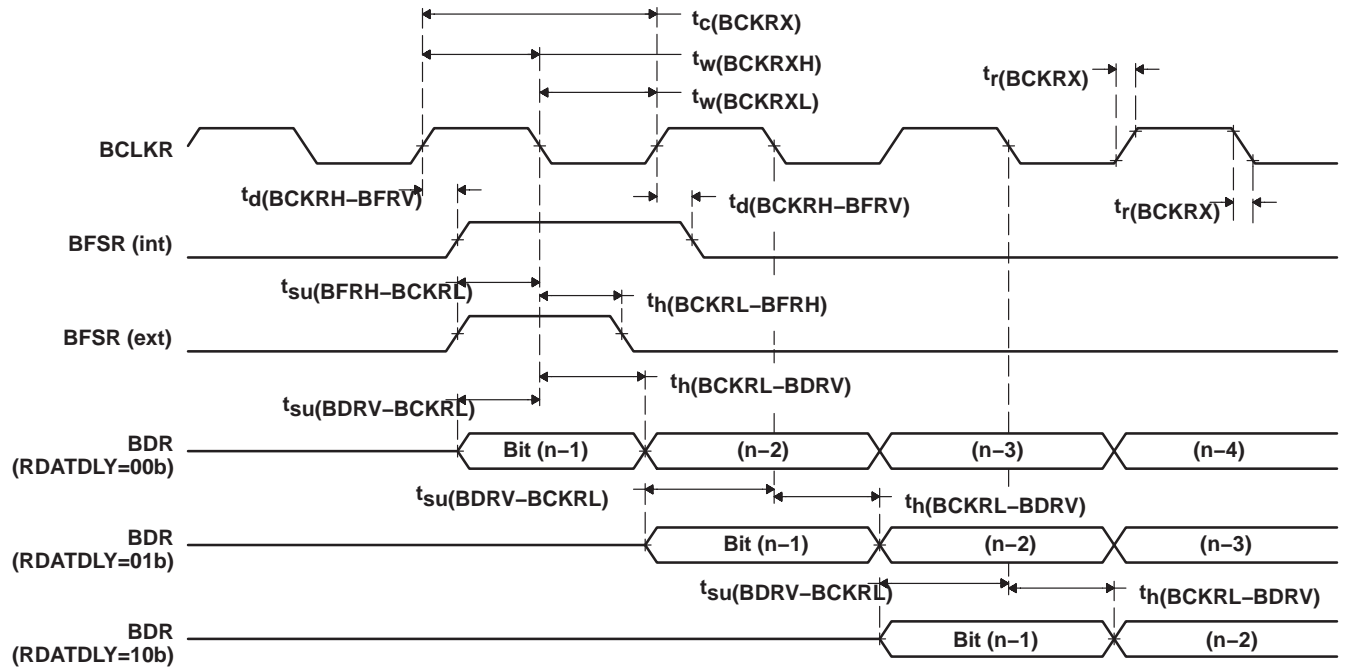 tc(BCKRX)
tw(BCKRXH)
tw(BCKRXL)
tr(BCKRX)
BCLKR
td(BCKRH−BFRV)
td(BCKRH−BFRV)
tr(BCKRX)
BFSR (int)
tsu(BFRH−BCKRL)
th(BCKRL−BFRH)
BFSR (ext)
th(BCKRL−BDRV)
tsu(BDRV−BCKRL)
BDR
(RDATDLY=00b)
Bit (n−1) (n−2) (n−3) (n−4)
tsu(BDRV−BCKRL)
th(BCKRL−BDRV)
BDR
(RDATDLY=01b)
Bit (n−1) (n−2) (n−3)
tsu(BDRV−BCKRL)
th(BCKRL−BDRV)
BDR
(RDATDLY=10b)
Bit (n−1) (n−2)